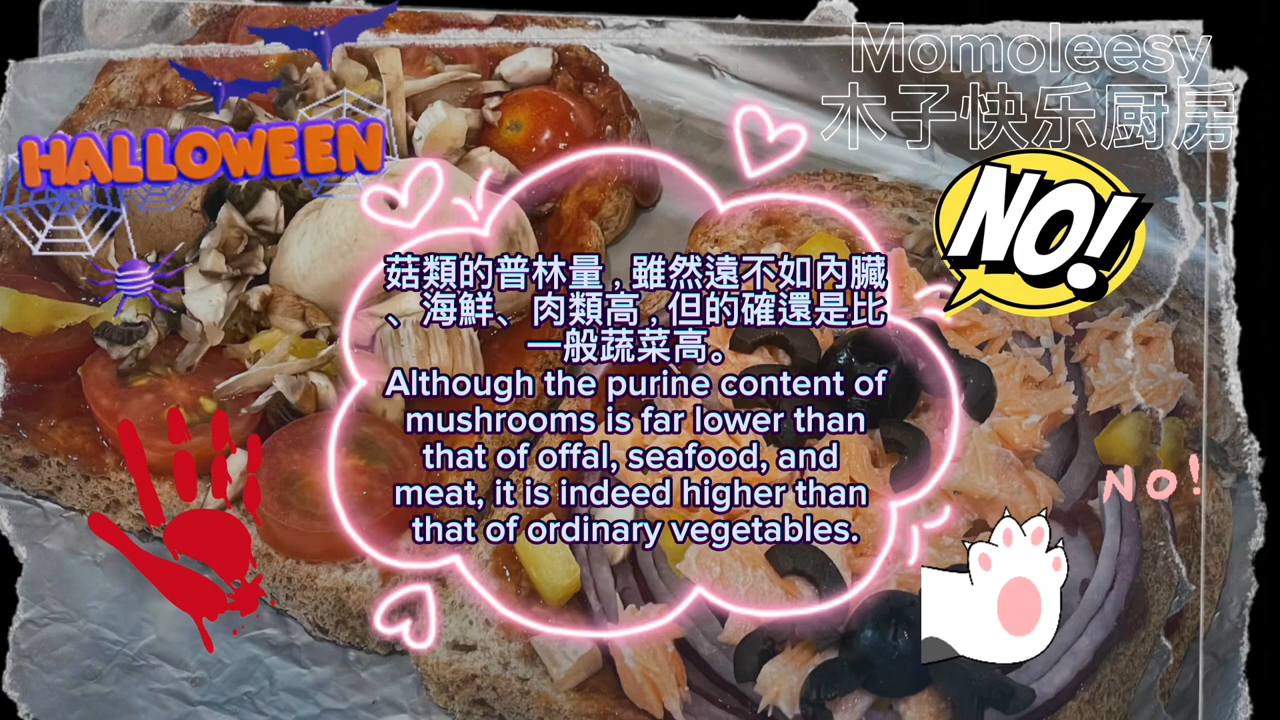 Momoleesy
木子快乐厨房
HALLOWEEN
NO!
菇類的普林量，雖然遠不如內臟
、海鮮、肉類高，但的確還是比
一般蔬菜高。
Although the purine content of
mushrooms is far lower than
that of offal, seafood, and
meat, it is indeed higher than
that of ordinary vegetables.
NO!